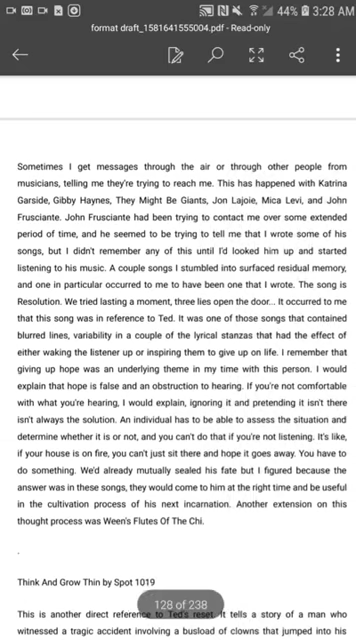 44% 3:28 AM
format draft_1581641555004.pdf - Read-only
Sometimes I get messages through the air or through other people from
musicians, telling me they're trying to reach me. This has happened with Katrina
Garside, Gibby Haynes, They Might Be Giants, Jon Lajoie, Mica Levi, and John
Frusciante. John Frusciante had been trying to contact me over some extended
period of time, and he seemed to be trying to tell me that I wrote some of his
songs, but I didn't remember any of this until I'd looked him up and started
listening to his music. A couple songs I stumbled into surfaced residual memory,
and one in particular occurred to me to have been one that I wrote. The song is
Resolution. We tried lasting a moment, three lies open the door... It occurred to me
that this song was in reference to Ted. It was one of those songs that contained
blurred lines, variability in a couple of the lyrical stanzas that had the effect of
either waking the listener up or inspiring them to give up on life. I remember that
giving up hope was an underlying theme in my time with this person. I would
explain that hope is false and an obstruction to hearing. If you're not comfortable
with what you're hearing, I would explain, ignoring it and pretending it isn't there
isn't always the solution. An individual has to be able to assess the situation and
determine whether it is or not, and you can't do that if you're not listening. It's like,
if your house is on fire, you can't just sit there and hope it goes away. You have to
do something. We'd already mutually sealed his fate but I figured because the
answer was in these songs, they would come to him at the right time and be useful
in the cultivation process of his next incarnation. Another extension on this
thought process was Ween's Flutes Of The Chi.
.
Think And Grow Thin by Spot 1019
128 of 238
This is another direct reference to Ted's reset. It tells a story of a man who
witnessed a tragic accident involving a busload of clowns that jumped into his